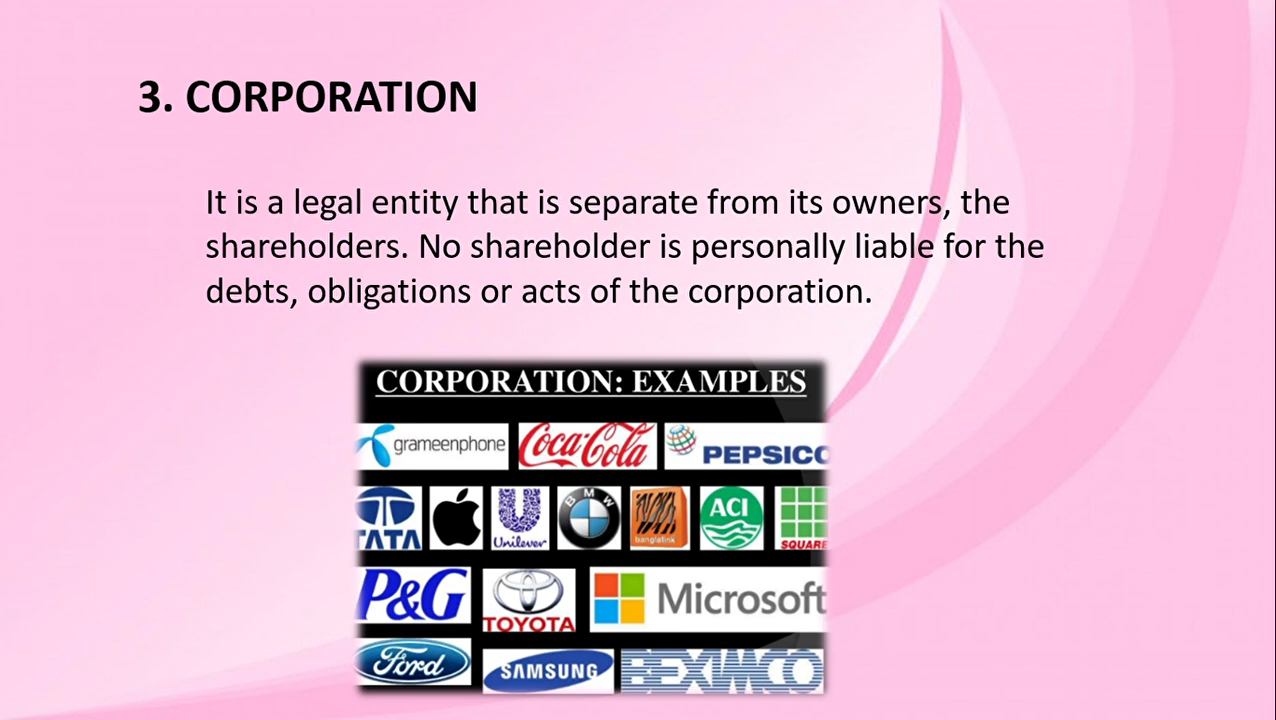 3. CORPORATION
It is a legal entity that is separate from its owners, the
shareholders. No shareholder is personally liable for the
debts, obligations or acts of the corporation.
CORPORATION: EXAMPLES
grameenphone Coca-Cola PEPSICO
TATA Unilever BMW banglalink ACI SQUARE
P&G TOYOTA Microsoft
Ford SAMSUNG BEXIMCO